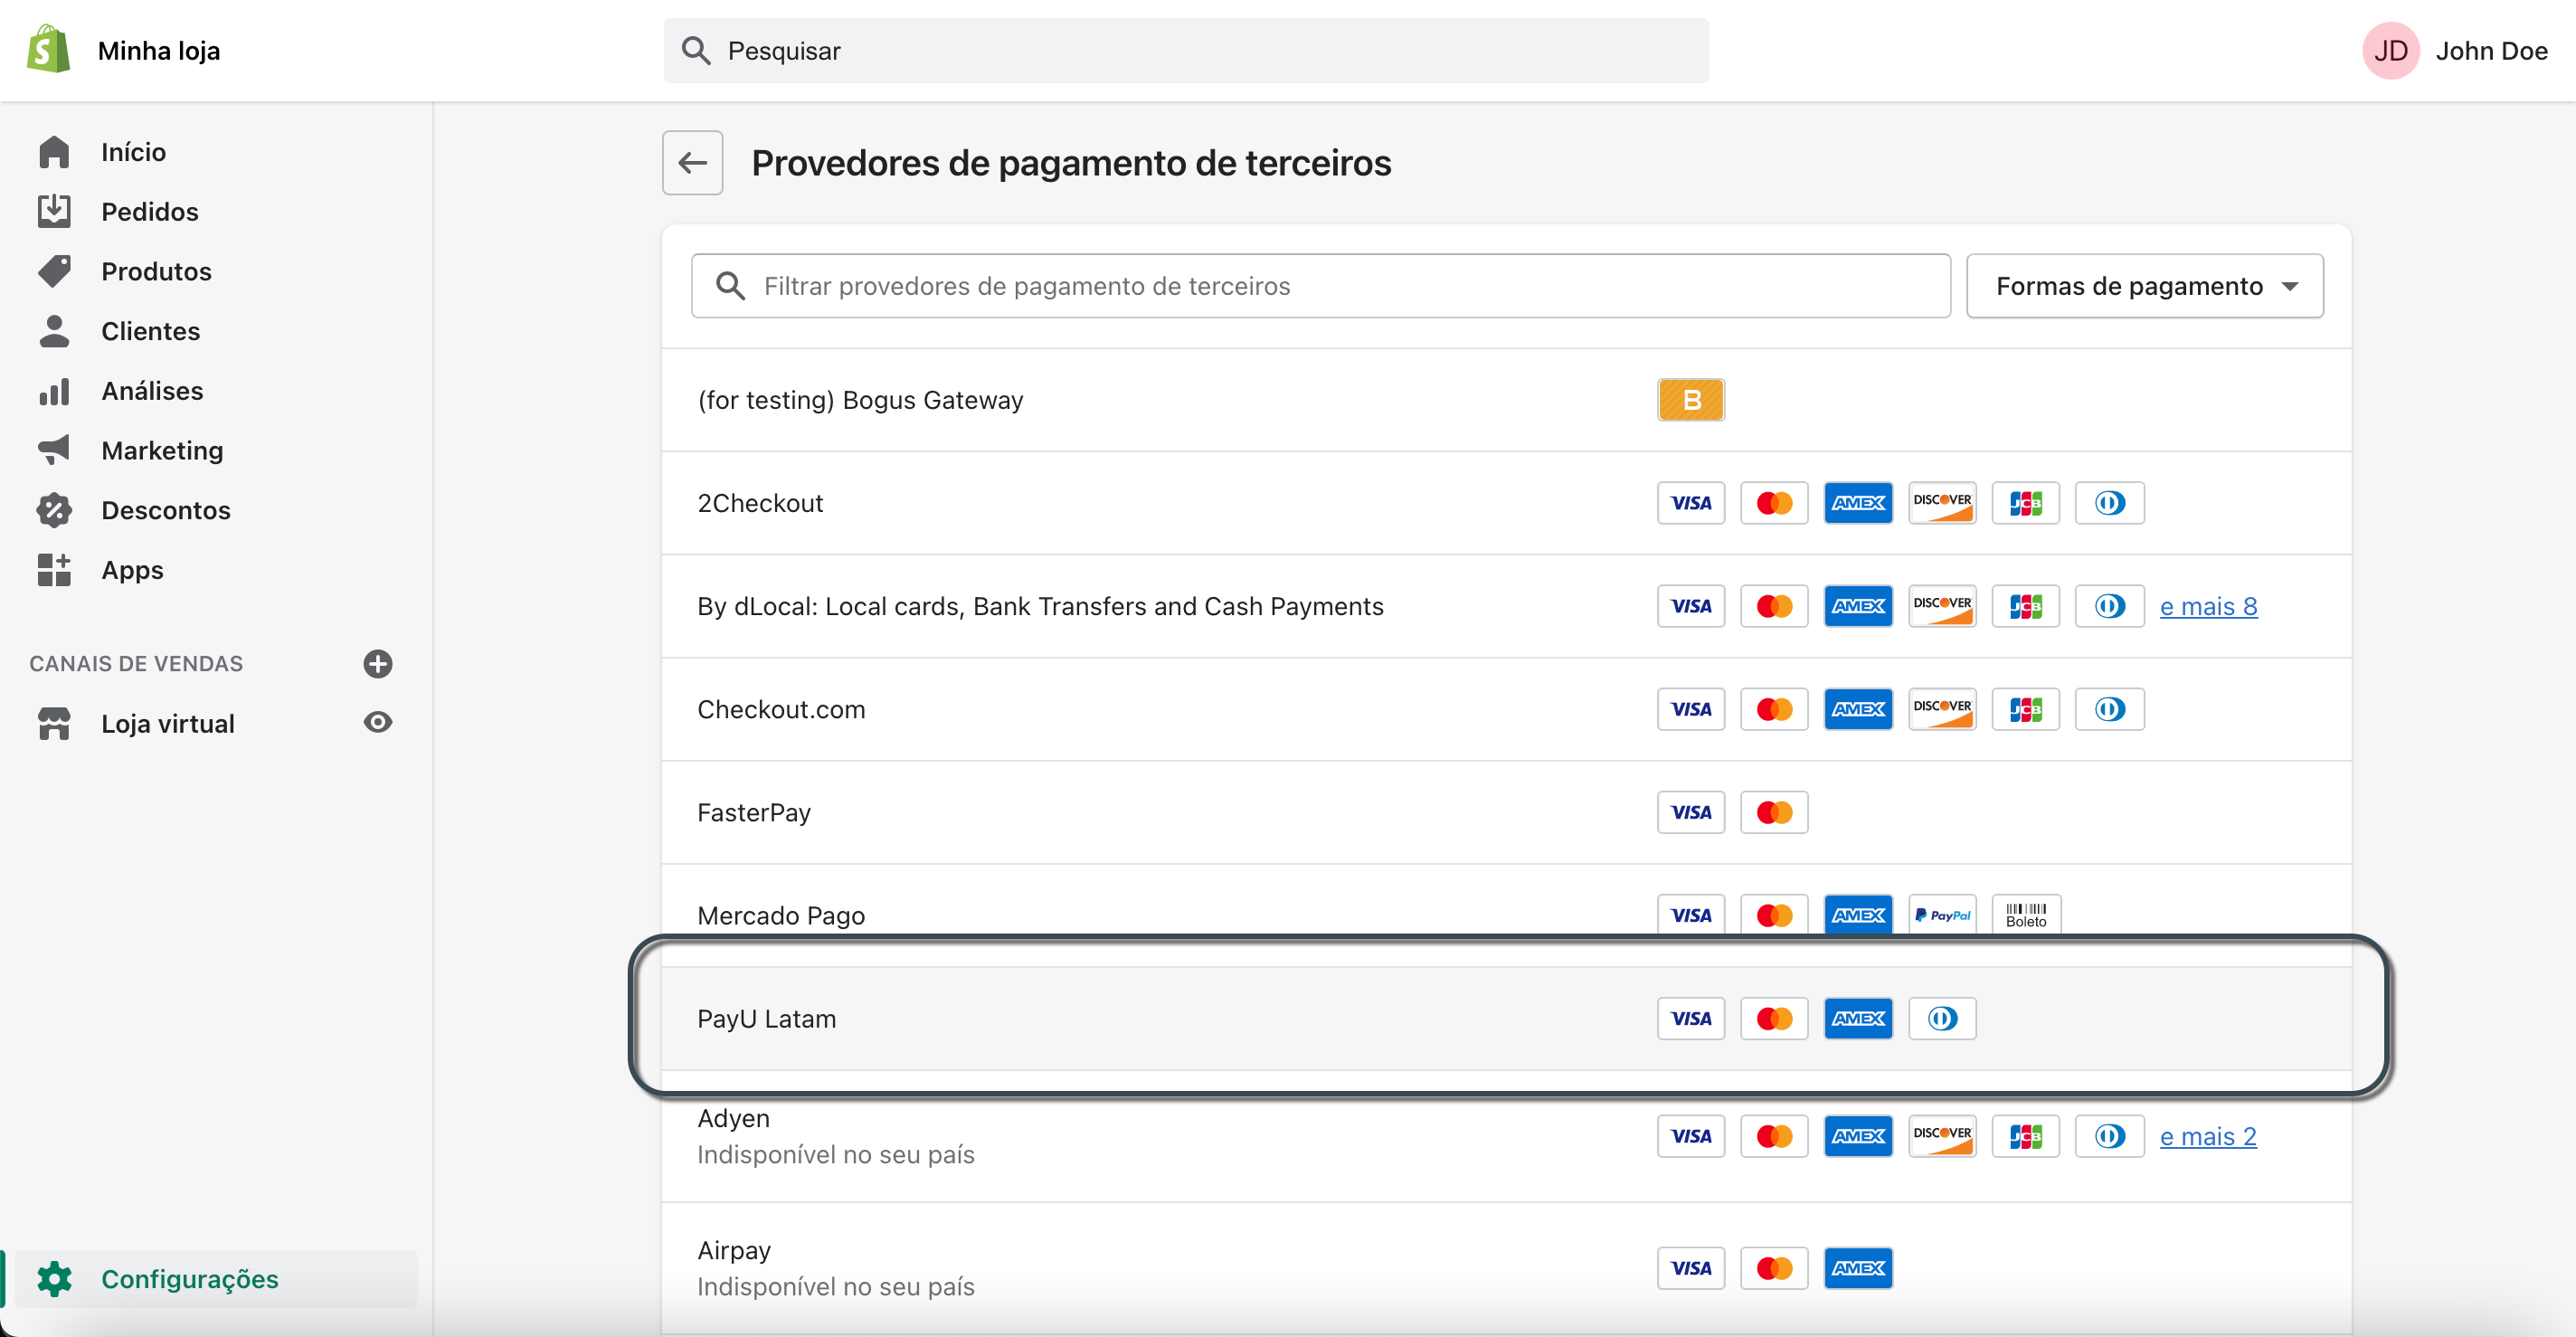 Minha loja
Pesquisar
JD John Doe
Início
Pedidos
Produtos
Clientes
Análises
Marketing
Descontos
Apps
CANAIS DE VENDAS
Loja virtual
Configurações
Provedores de pagamento de terceiros
Filtrar provedores de pagamento de terceiros
Formas de pagamento
(for testing) Bogus Gateway B
2Checkout VISA AMEX DISCOVER JCB
By dLocal: Local cards, Bank Transfers and Cash Payments VISA AMEX DISCOVER JCB e mais 8
Checkout.com VISA AMEX DISCOVER JCB
FasterPay VISA
Mercado Pago VISA AMEX PayPal Boleto
PayU Latam VISA AMEX
Adyen VISA AMEX DISCOVER JCB e mais 2
Indisponível no seu país
Airpay VISA AMEX
Indisponível no seu país